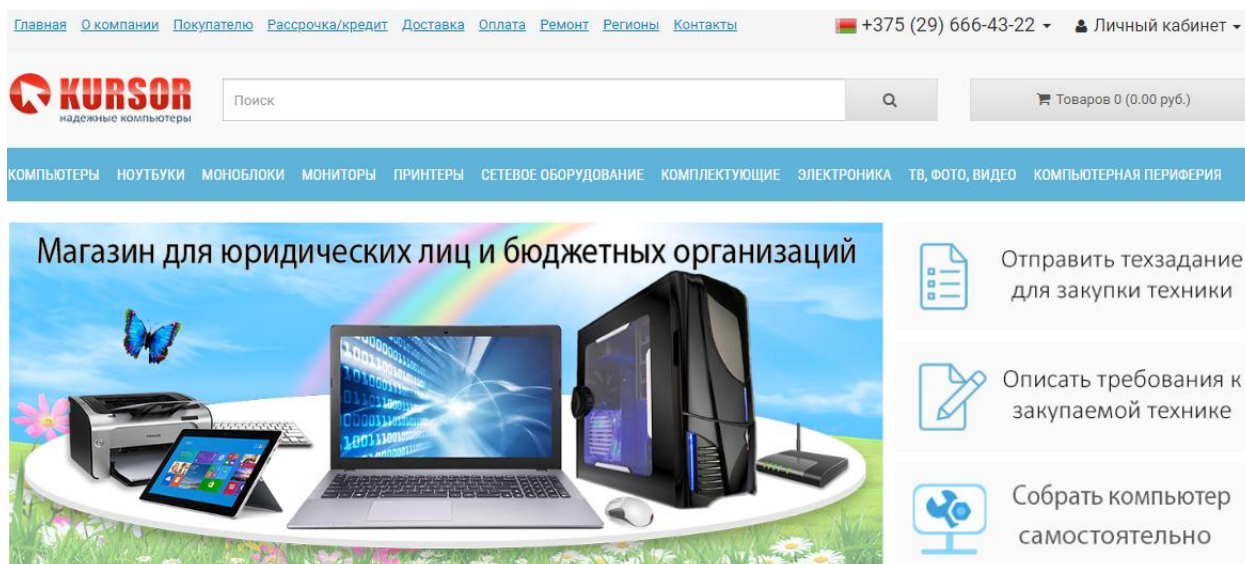 Главная О компании Покупателю Рассрочка/кредит Доставка Оплата Ремонт Регионы Контакты +375 (29) 666-43-22 Личный кабинет
KURSOR
надежные компьютеры
Поиск
Товаров 0 (0.00 руб.)
КОМПЬЮТЕРЫ НОУТБУКИ МОНОБЛОКИ МОНИТОРЫ ПРИНТЕРЫ СЕТЕВОЕ ОБОРУДОВАНИЕ КОМПЛЕКТУЮЩИЕ ЭЛЕКТРОНИКА ТВ, ФОТО, ВИДЕО КОМПЬЮТЕРНАЯ ПЕРИФЕРИЯ
Магазин для юридических лиц и бюджетных организаций
Отправить техзадание
для закупки техники
Описать требования к
закупаемой технике
Собрать компьютер
самостоятельно